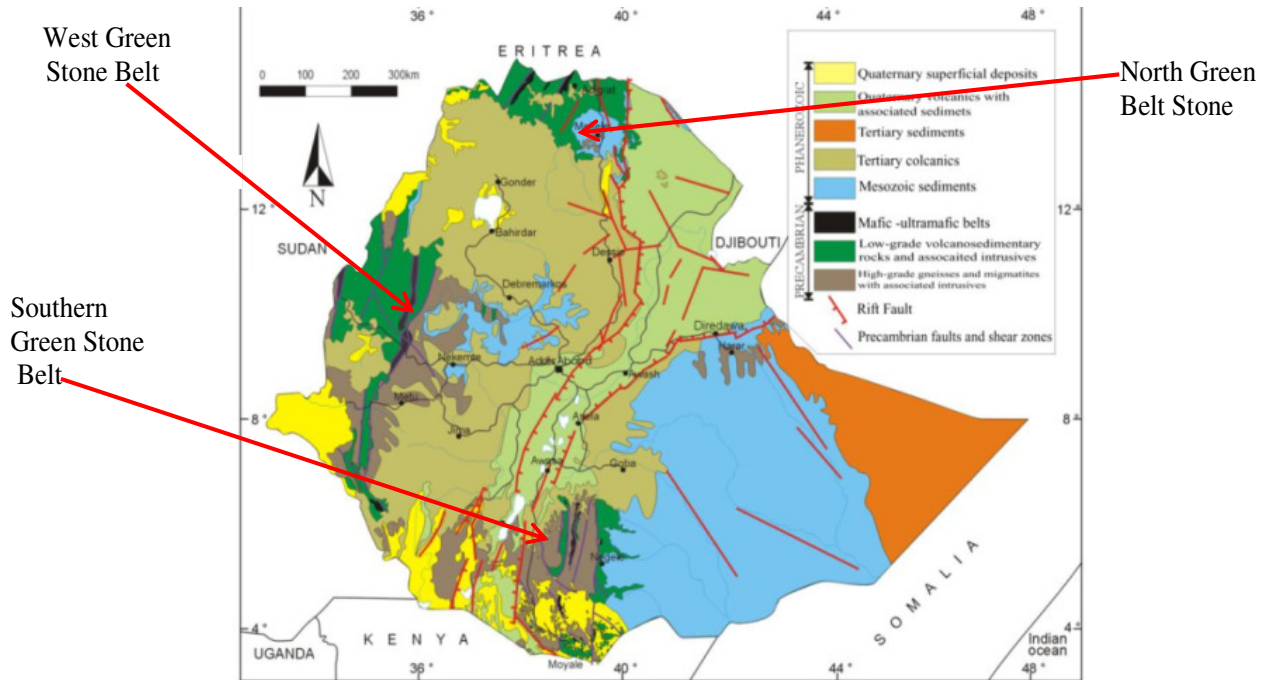 West Green
Stone Belt
Southern
Green Stone
Belt
North Green
Belt Stone
36 °
40 °
44 °
48 °
ERITREA
0 100 200 300km
N
Adigrat
Gonder
12 °
12 °
SUDAN
Bahirdar
DJIBOUTI
Dessie
Debremarkos
Diredawa
Harar
Nekemte
Awash
Metu
8 °
8 °
Asela
Jima
Goba
Negele
4 °
4 °
KENYA
UGANDA
Moyale
SOMALIA
Indian
ocean
36 °
40 °
44 °
48 °
PHANEROZOIC
PRECAMBRIAN
Quaternary superficial deposits
Quaternary volcanics with
associated sedimets
Tertiary sediments
Tertiary colcanics
Mesozoic sediments
Mafic -ultramafic belts
Low-grade volcanosedimentary
rocks and assocaited intrusives
High-grade gneisses and migmatites
with associated intrusives
Rift Fault
Precambrian faults and shear zones